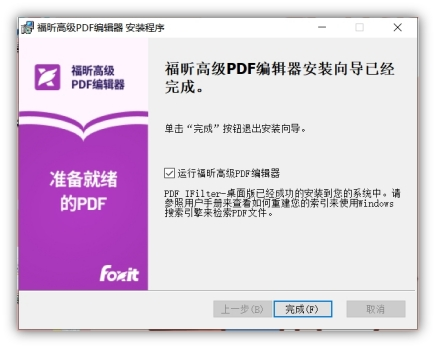 福昕高级PDF编辑器 安装程序
福昕高级
PDF编辑器
准备就绪
的PDF
Foxit
福昕高级PDF编辑器安装向导已经
完成。
单击“完成”按钮退出安装向导。
运行福昕高级PDF编辑器
PDF IFilter-桌面版已经成功的安装到您的系统中。请
参照用户手册来查看如何重建您的索引来使用Windows
搜索引擎来检索PDF文件。
上一步(B)
完成(F)
取消